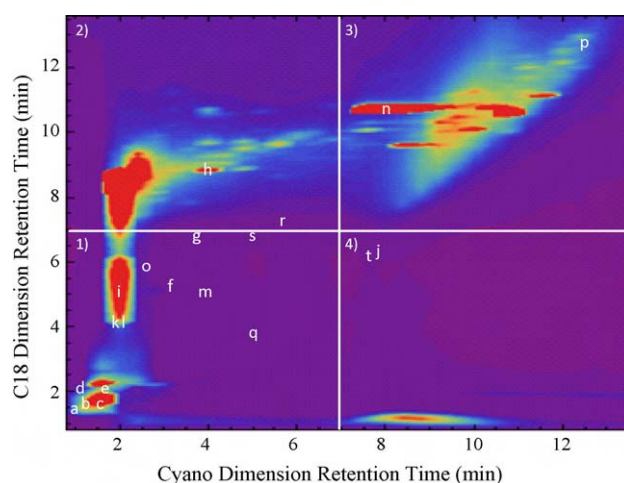 2) 3)
p
12
n
10
h
8
r
g s
1) 4)
t j
6
o
i f m
4
kl q
2
d e
a b c
2 4 6 8 10 12
C18 Dimension Retention Time (min)
Cyano Dimension Retention Time (min)